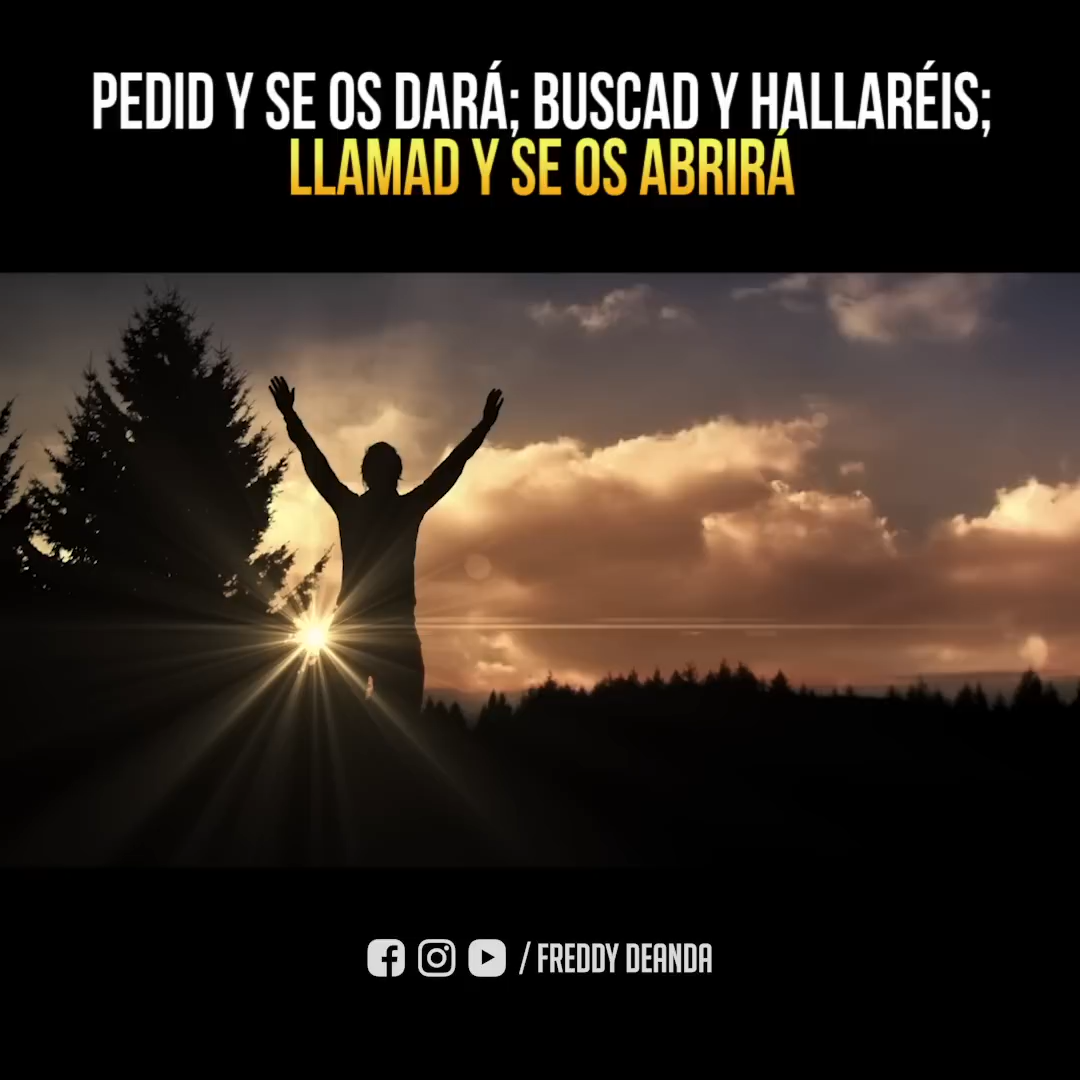 PEDID Y SE OS DARÁ; BUSCAD Y HALLARÉIS;
LLAMAD Y SE OS ABRIRÁ
/ FREDDY DEANDA